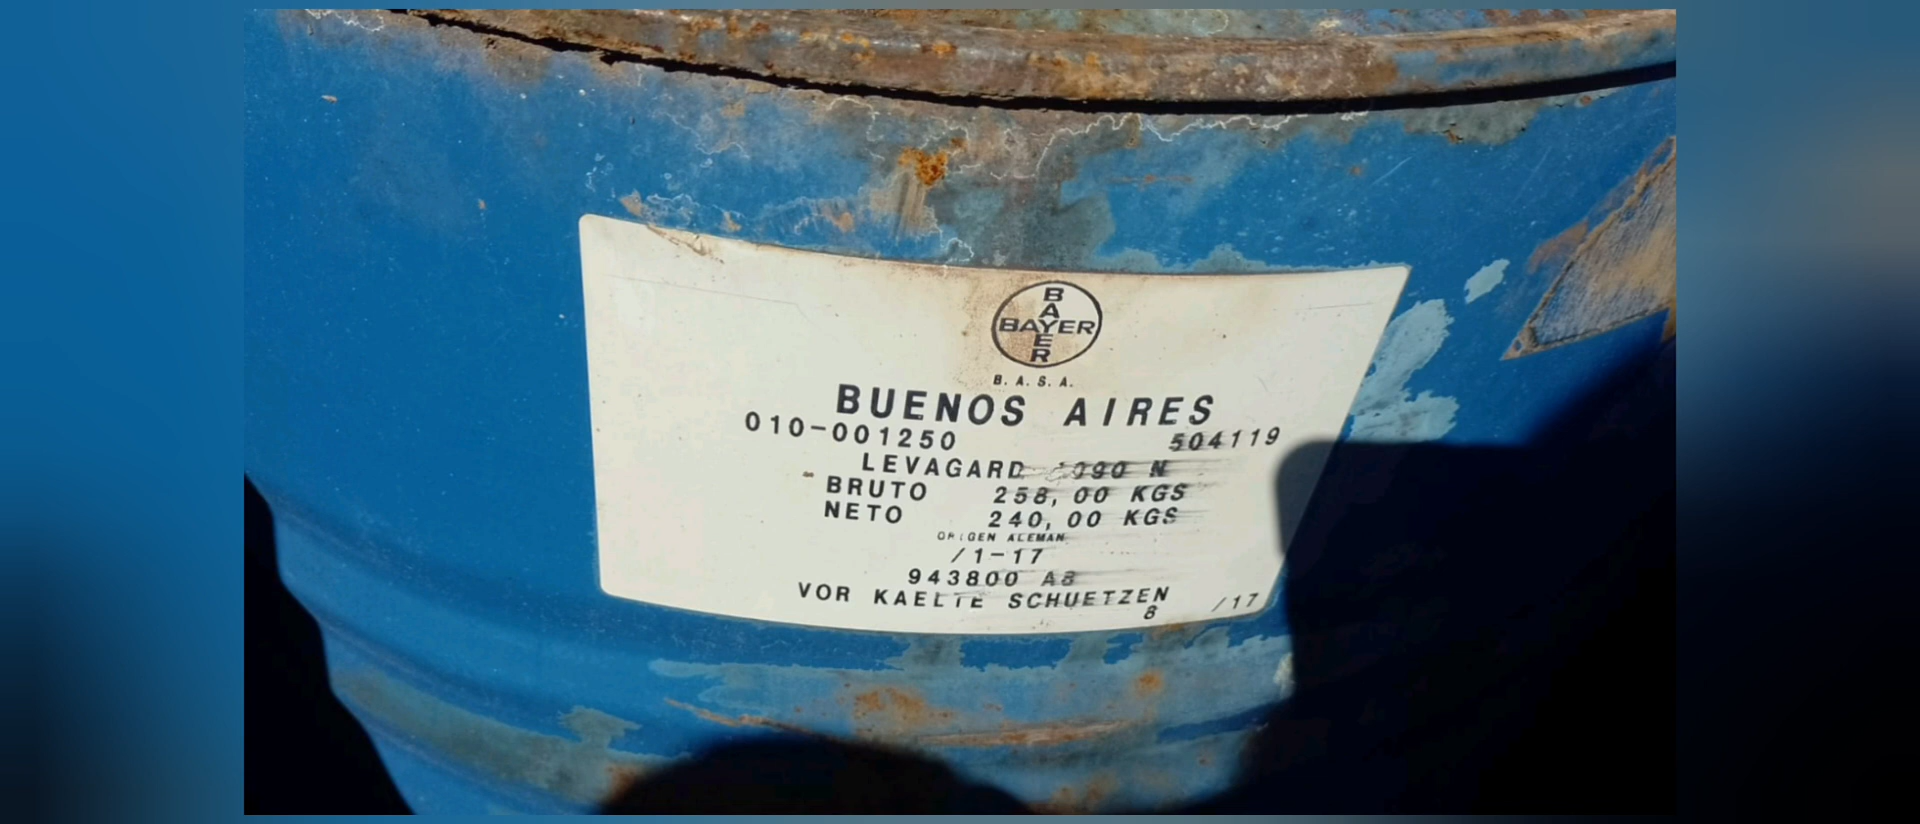 BAYER
BAYER
B. A. S. A.
BUENOS AIRES
010-001250 504119
LEVAGARD N
BRUTO 258,00 KGS
NETO 240,00 KGS
ORIGEN ALEMAN
/1-17
943800 A8
VOR KAELTE SCHUETZEN
8 /17